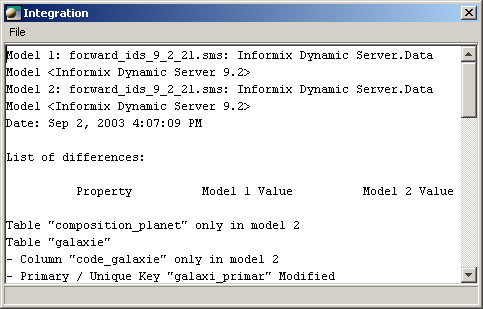 Integration
File
Model 1: forward_ids_9_2_21.sms: Informix Dynamic Server.Data
Model <Informix Dynamic Server 9.2>
Model 2: forward_ids_9_2_21.sms: Informix Dynamic Server.Data
Model <Informix Dynamic Server 9.2>
Date: Sep 2, 2003 4:07:09 PM
List of differences:
Property Model 1 Value Model 2 Value
Table "composition_planet" only in model 2
Table "galaxie"
- Column "code_galaxie" only in model 2
- Primary / Unique Key "galaxi_primar" Modified